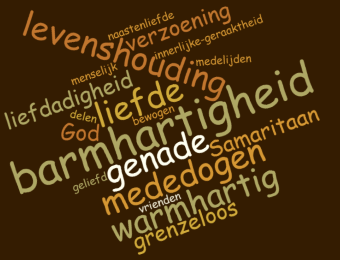 naastenliefde
verzoening
levenshouding
innerlijke-geraaktheid
menselijk
medelijden
liefdadigheid
liefde
delen
bewogen
God
barmhartigheid
genade
Samaritaan
geliefd
mededogen
vrienden
warmhartig
grenzeloos